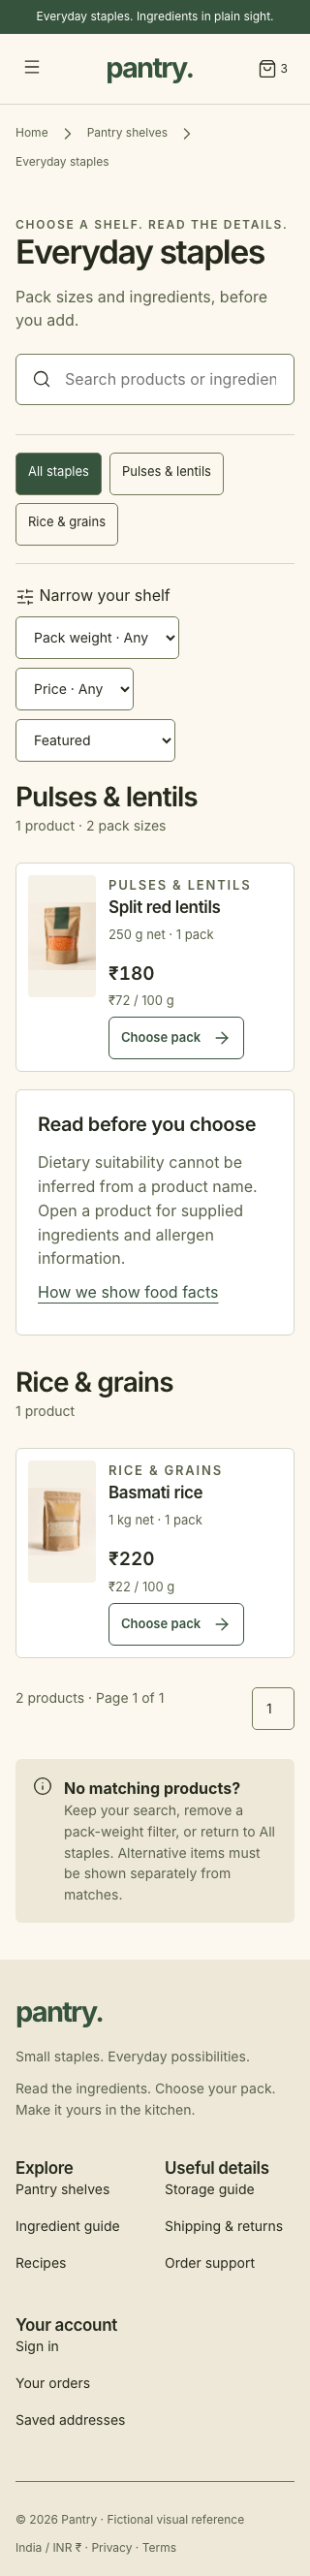 Everyday staples. Ingredients in plain sight.
pantry.
3
Home
Pantry shelves
Everyday staples
CHOOSE A SHELF. READ THE DETAILS.
Everyday staples
Pack sizes and ingredients, before
you add.
Search products or ingredien
All staples
Pulses & lentils
Rice & grains
Narrow your shelf
Pack weight · Any
Price · Any
Featured
Pulses & lentils
1 product · 2 pack sizes
PULSES & LENTILS
Split red lentils
250 g net · 1 pack
₹180
₹72 / 100 g
Choose pack
Read before you choose
Dietary suitability cannot be
inferred from a product name.
Open a product for supplied
ingredients and allergen
information.
How we show food facts
Rice & grains
1 product
RICE & GRAINS
Basmati rice
1 kg net · 1 pack
₹220
₹22 / 100 g
Choose pack
2 products · Page 1 of 1
1
No matching products?
Keep your search, remove a
pack-weight filter, or return to All
staples. Alternative items must
be shown separately from
matches.
pantry.
Small staples. Everyday possibilities.
Read the ingredients. Choose your pack.
Make it yours in the kitchen.
Explore
Pantry shelves
Ingredient guide
Recipes
Useful details
Storage guide
Shipping & returns
Order support
Your account
Sign in
Your orders
Saved addresses
© 2026 Pantry · Fictional visual reference
India / INR ₹ · Privacy · Terms